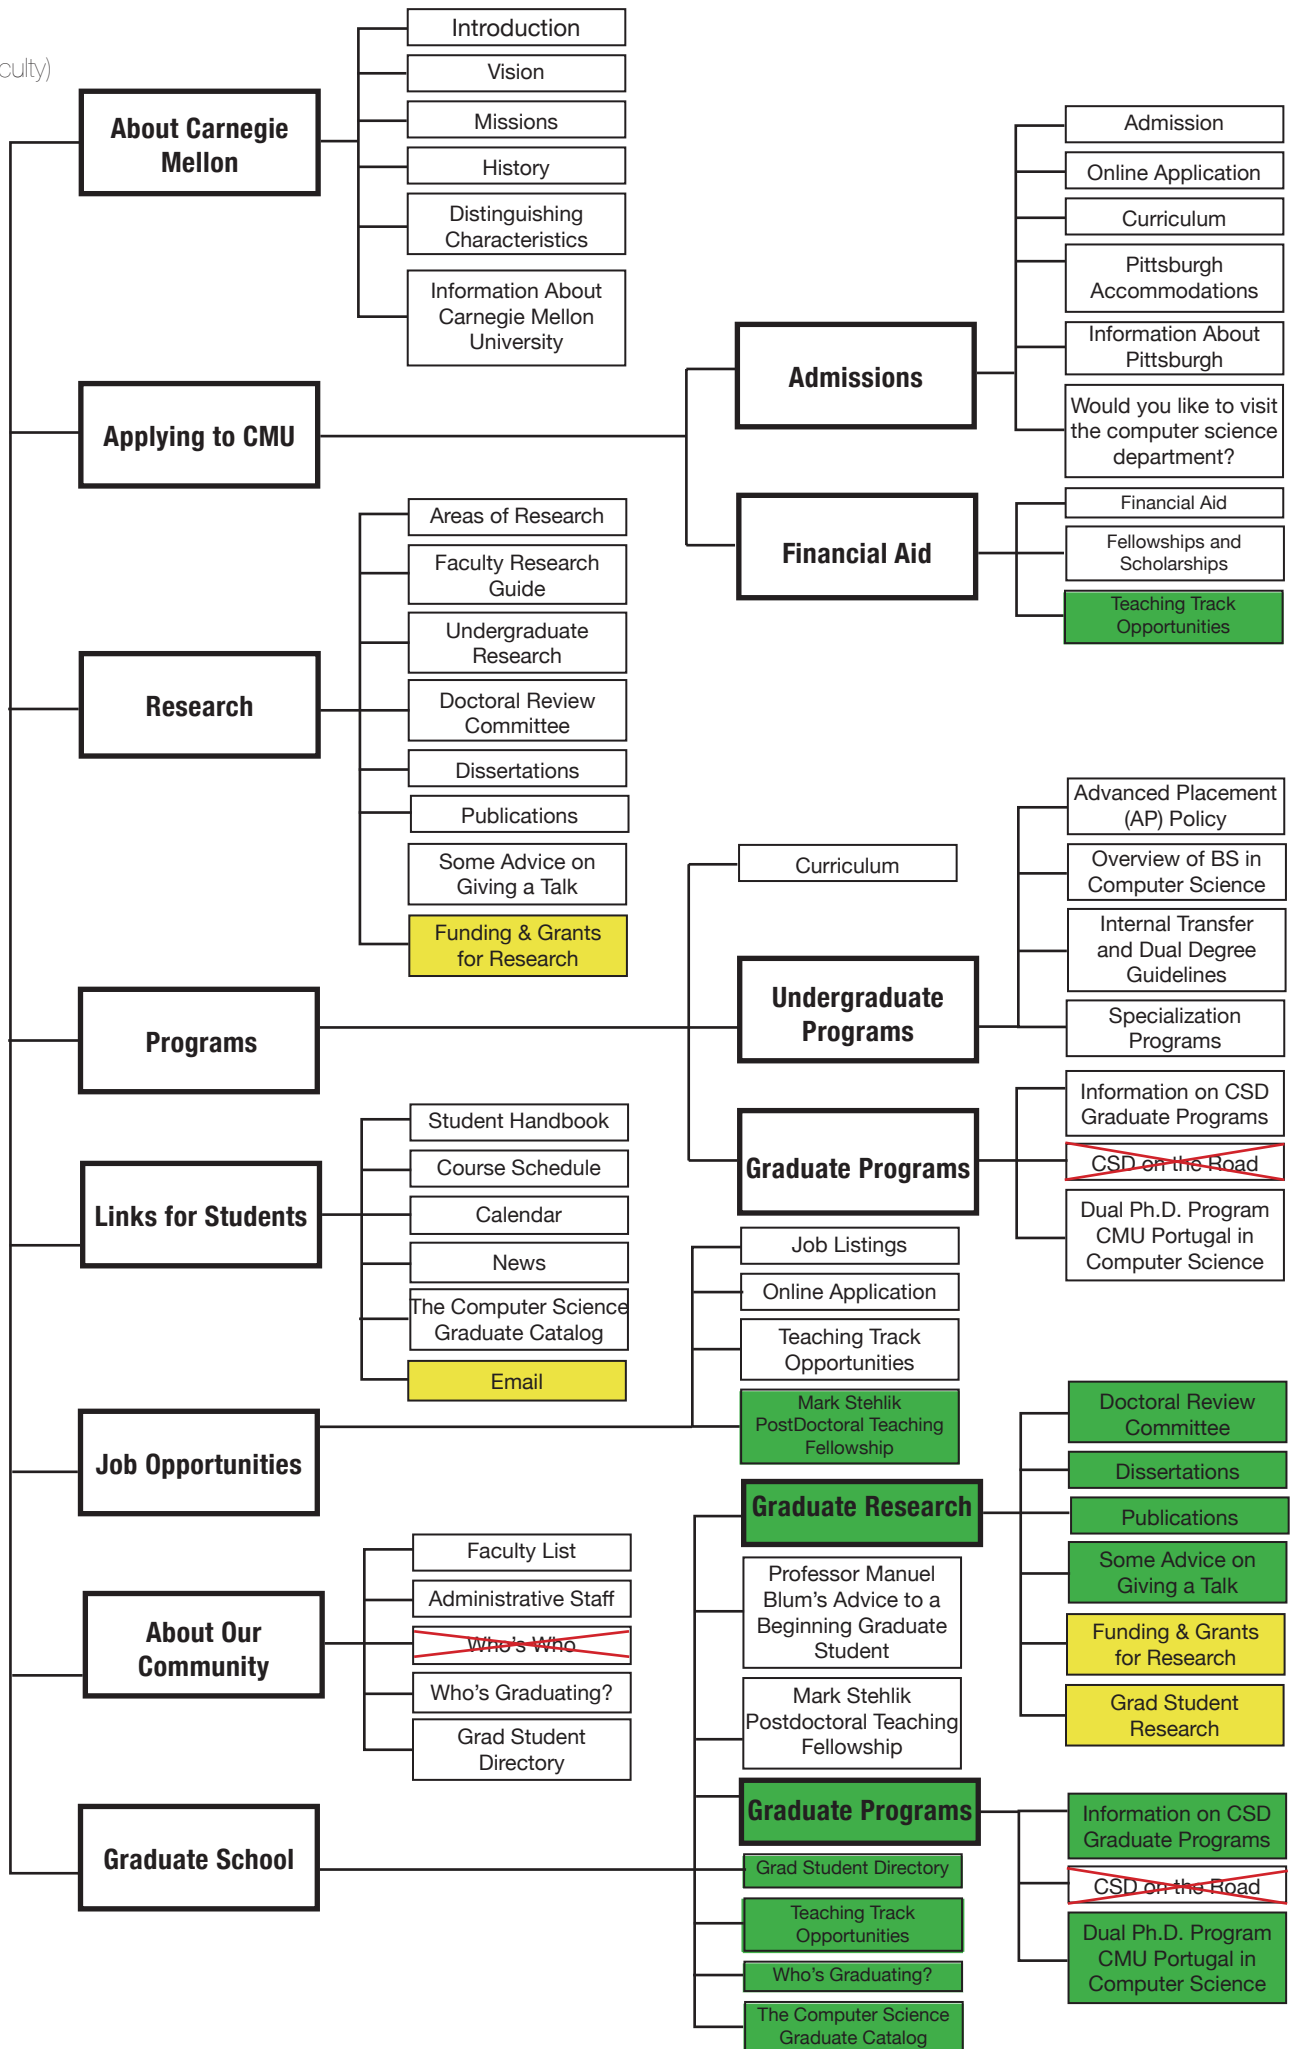 culty)
About Carnegie
Mellon
Introduction
Vision
Missions
History
Distinguishing
Characteristics
Information About
Carnegie Mellon
University
Applying to CMU
Admissions
Admission
Online Application
Curriculum
Pittsburgh
Accommodations
Information About
Pittsburgh
Would you like to visit
the computer science
department?
Financial Aid
Financial Aid
Fellowships and
Scholarships
Teaching Track
Opportunities
Research
Areas of Research
Faculty Research
Guide
Undergraduate
Research
Doctoral Review
Committee
Dissertations
Publications
Some Advice on
Giving a Talk
Funding & Grants
for Research
Programs
Curriculum
Undergraduate
Programs
Advanced Placement
(AP) Policy
Overview of BS in
Computer Science
Internal Transfer
and Dual Degree
Guidelines
Specialization
Programs
Graduate Programs
Information on CSD
Graduate Programs
CSD on the Road
Dual Ph.D. Program
CMU Portugal in
Computer Science
Links for Students
Student Handbook
Course Schedule
Calendar
News
The Computer Science
Graduate Catalog
Email
Job Opportunities
Job Listings
Online Application
Teaching Track
Opportunities
Mark Stehlik
PostDoctoral Teaching
Fellowship
About Our
Community
Faculty List
Administrative Staff
Who's Who
Who's Graduating?
Grad Student
Directory
Graduate School
Graduate Research
Doctoral Review
Committee
Dissertations
Publications
Some Advice on
Giving a Talk
Funding & Grants
for Research
Grad Student
Research
Professor Manuel
Blum's Advice to a
Beginning Graduate
Student
Mark Stehlik
Postdoctoral Teaching
Fellowship
Graduate Programs
Information on CSD
Graduate Programs
CSD on the Road
Dual Ph.D. Program
CMU Portugal in
Computer Science
Grad Student Directory
Teaching Track
Opportunities
Who's Graduating?
The Computer Science
Graduate Catalog